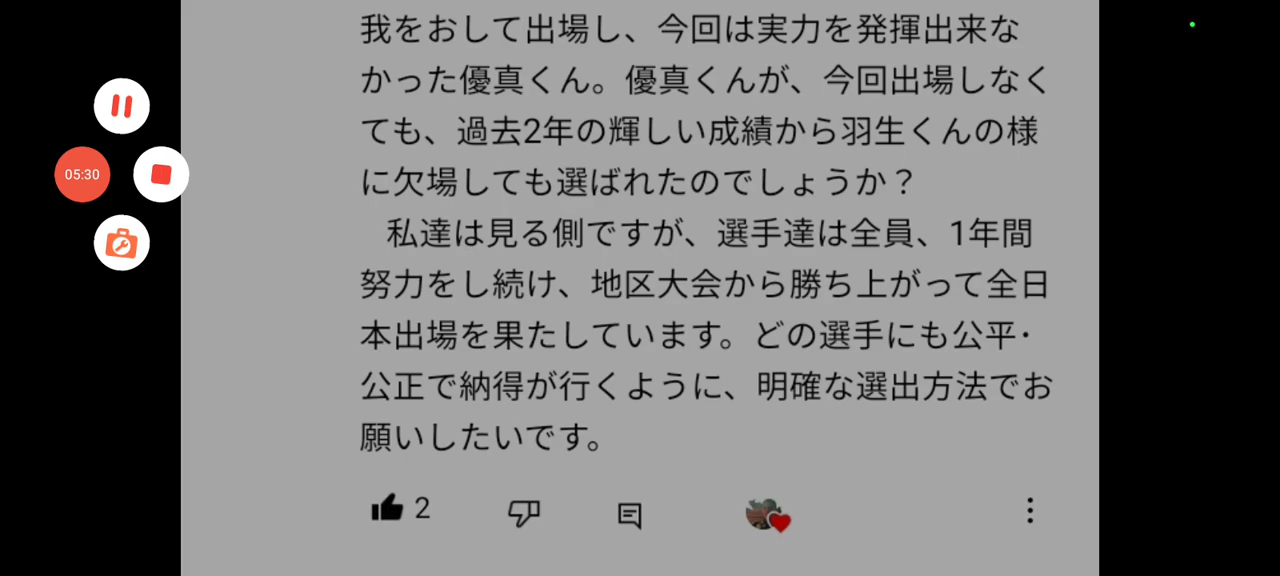 我をおして出場し、今回は実力を発揮出来な
かった優真くん。優真くんが、今回出場しなく
ても、過去2年の輝しい成績から羽生くんの様
に欠場しても選ばれたのでしょうか？
私達は見る側ですが、選手達は全員、1年間
努力をし続け、地区大会から勝ち上がって全日
本出場を果たしています。どの選手にも公平･
公正で納得が行くように、明確な選出方法でお
願いしたいです。
05:30
2